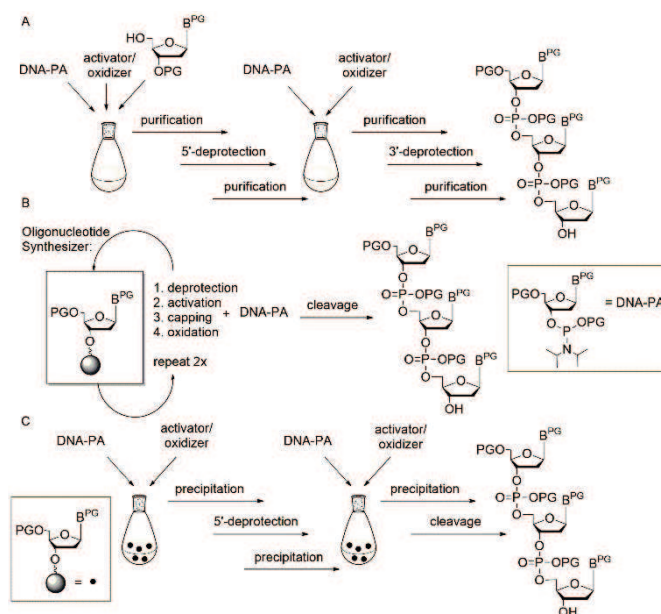 A
B^PG
HO
O
OPG
DNA-PA
activator/
oxidizer
purification
5'-deprotection
purification
DNA-PA
activator/
oxidizer
purification
3'-deprotection
purification
B^PG
PGO
O
O
O=P-OPG
B^PG
O
O
O
O=P-OPG
B^PG
O
O
OH
B
Oligonucleotide
Synthesizer:
B^PG
PGO
O
O
1. deprotection
2. activation
3. capping
4. oxidation
+ DNA-PA
repeat 2x
cleavage
B^PG
PGO
O
O
O=P-OPG
B^PG
O
O
O
O=P-OPG
B^PG
O
O
OH
B^PG
PGO
O
O
OPG
P
N
= DNA-PA
C
DNA-PA
activator/
oxidizer
precipitation
5'-deprotection
precipitation
DNA-PA
activator/
oxidizer
precipitation
cleavage
B^PG
PGO
O
O
= •
B^PG
PGO
O
O
O=P-OPG
B^PG
O
O
O
O=P-OPG
B^PG
O
O
OH